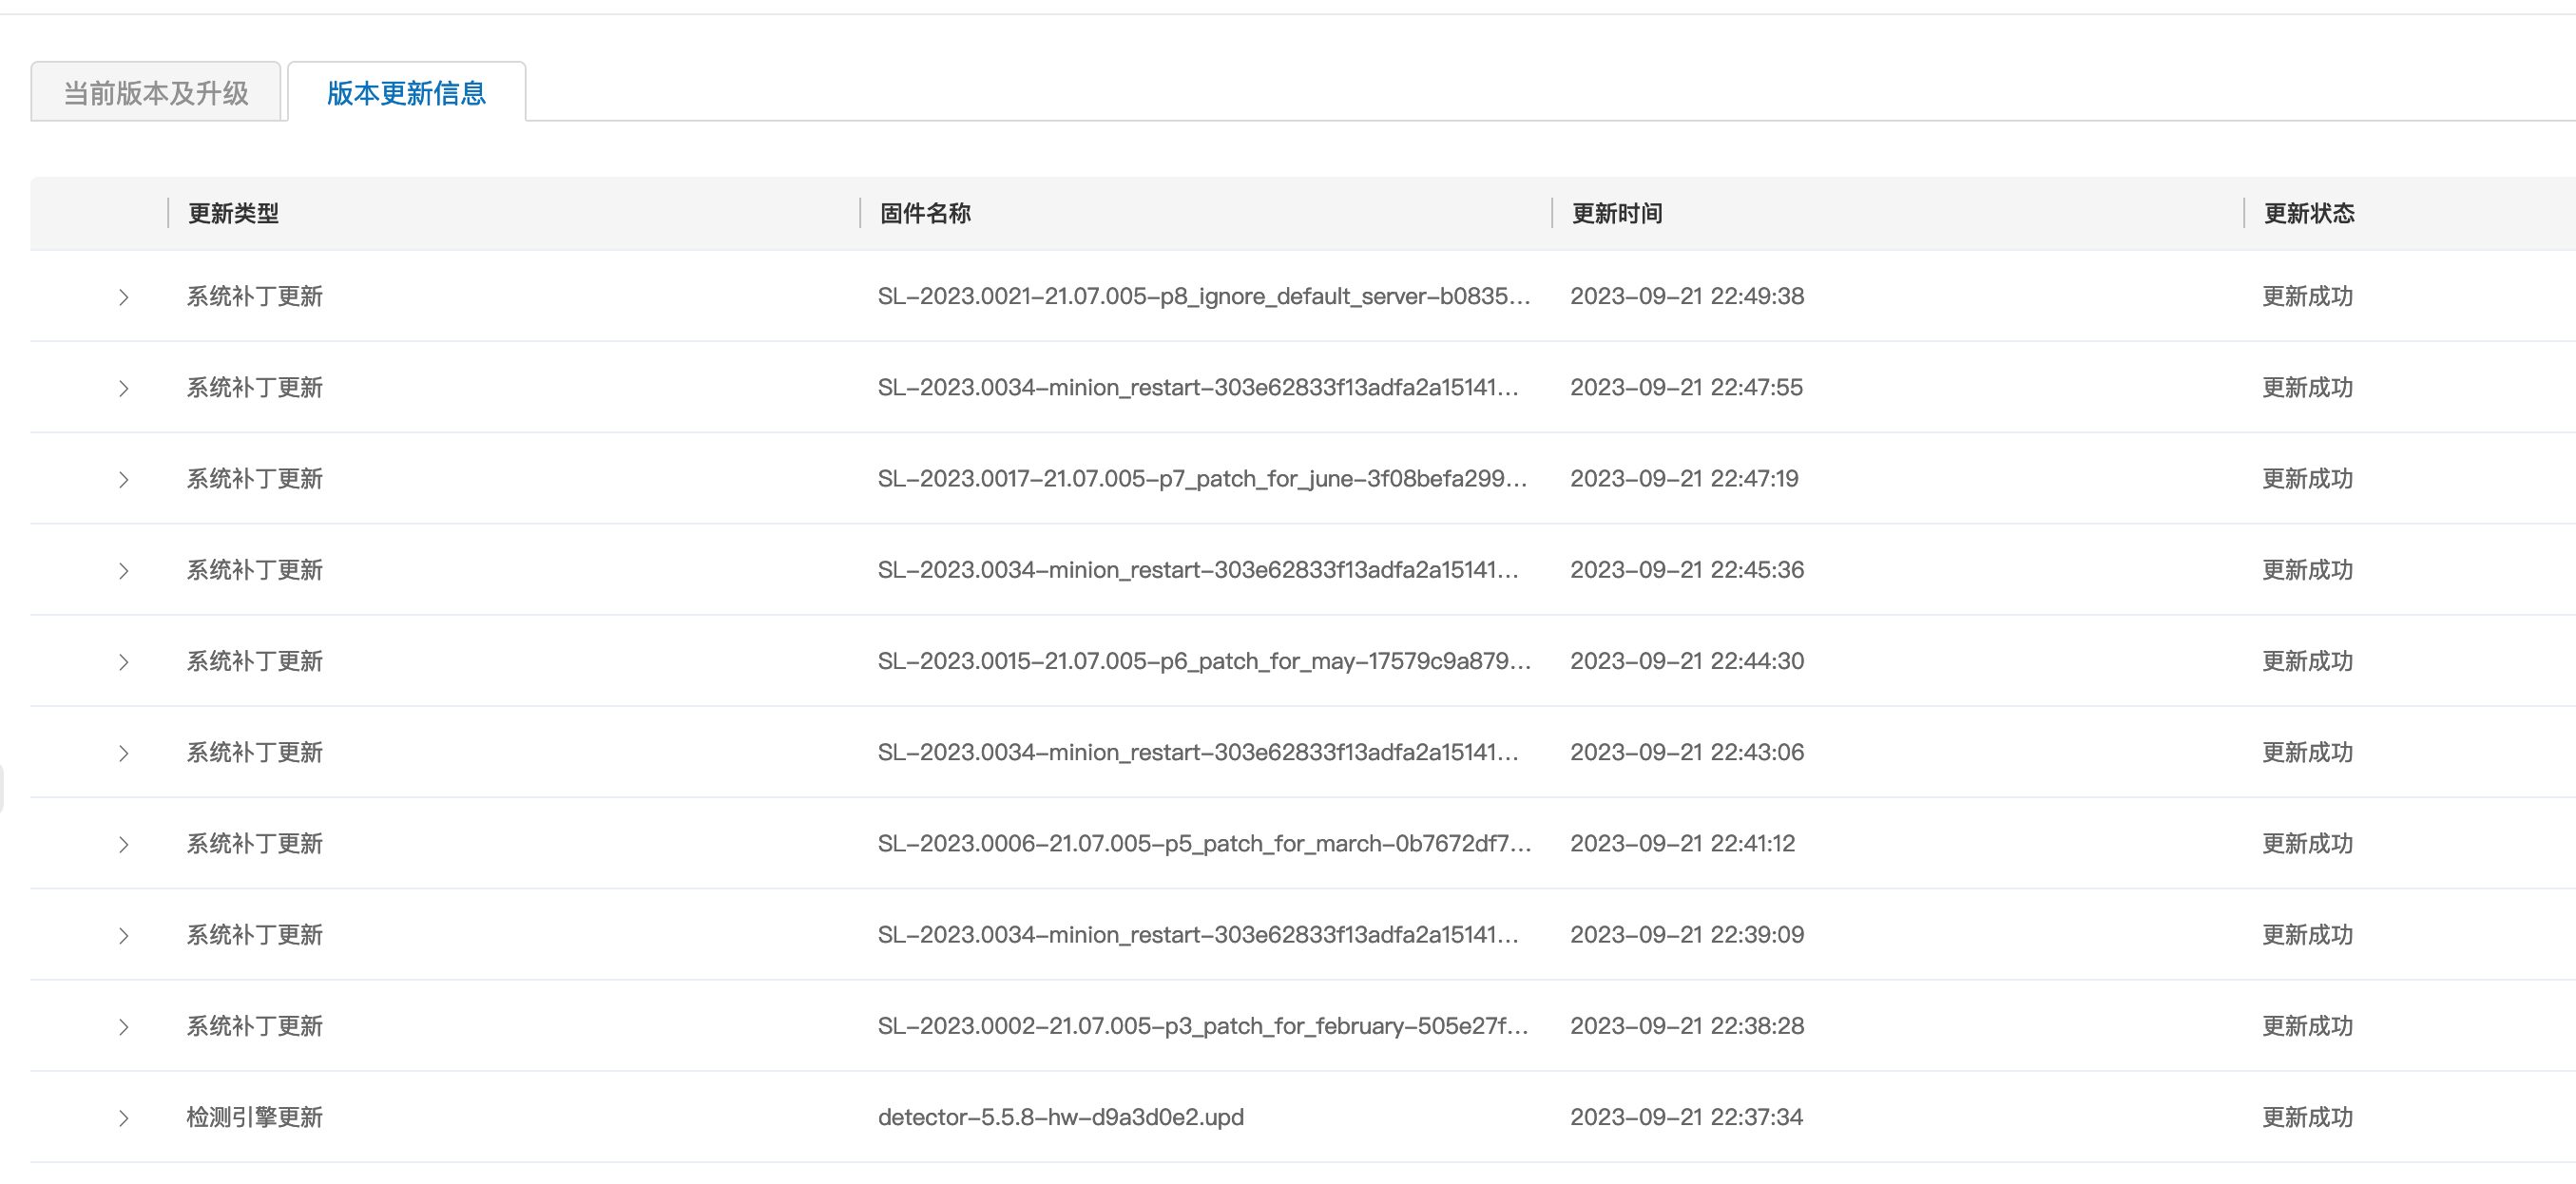 当前版本及升级 版本更新信息
更新类型 固件名称 更新时间 更新状态
系统补丁更新 SL-2023.0021-21.07.005-p8_ignore_default_server-b0835... 2023-09-21 22:49:38 更新成功
系统补丁更新 SL-2023.0034-minion_restart-303e62833f13adfa2a15141... 2023-09-21 22:47:55 更新成功
系统补丁更新 SL-2023.0017-21.07.005-p7_patch_for_june-3f08befa299... 2023-09-21 22:47:19 更新成功
系统补丁更新 SL-2023.0034-minion_restart-303e62833f13adfa2a15141... 2023-09-21 22:45:36 更新成功
系统补丁更新 SL-2023.0015-21.07.005-p6_patch_for_may-17579c9a879... 2023-09-21 22:44:30 更新成功
系统补丁更新 SL-2023.0034-minion_restart-303e62833f13adfa2a15141... 2023-09-21 22:43:06 更新成功
系统补丁更新 SL-2023.0006-21.07.005-p5_patch_for_march-0b7672df7... 2023-09-21 22:41:12 更新成功
系统补丁更新 SL-2023.0034-minion_restart-303e62833f13adfa2a15141... 2023-09-21 22:39:09 更新成功
系统补丁更新 SL-2023.0002-21.07.005-p3_patch_for_february-505e27f... 2023-09-21 22:38:28 更新成功
检测引擎更新 detector-5.5.8-hw-d9a3d0e2.upd 2023-09-21 22:37:34 更新成功